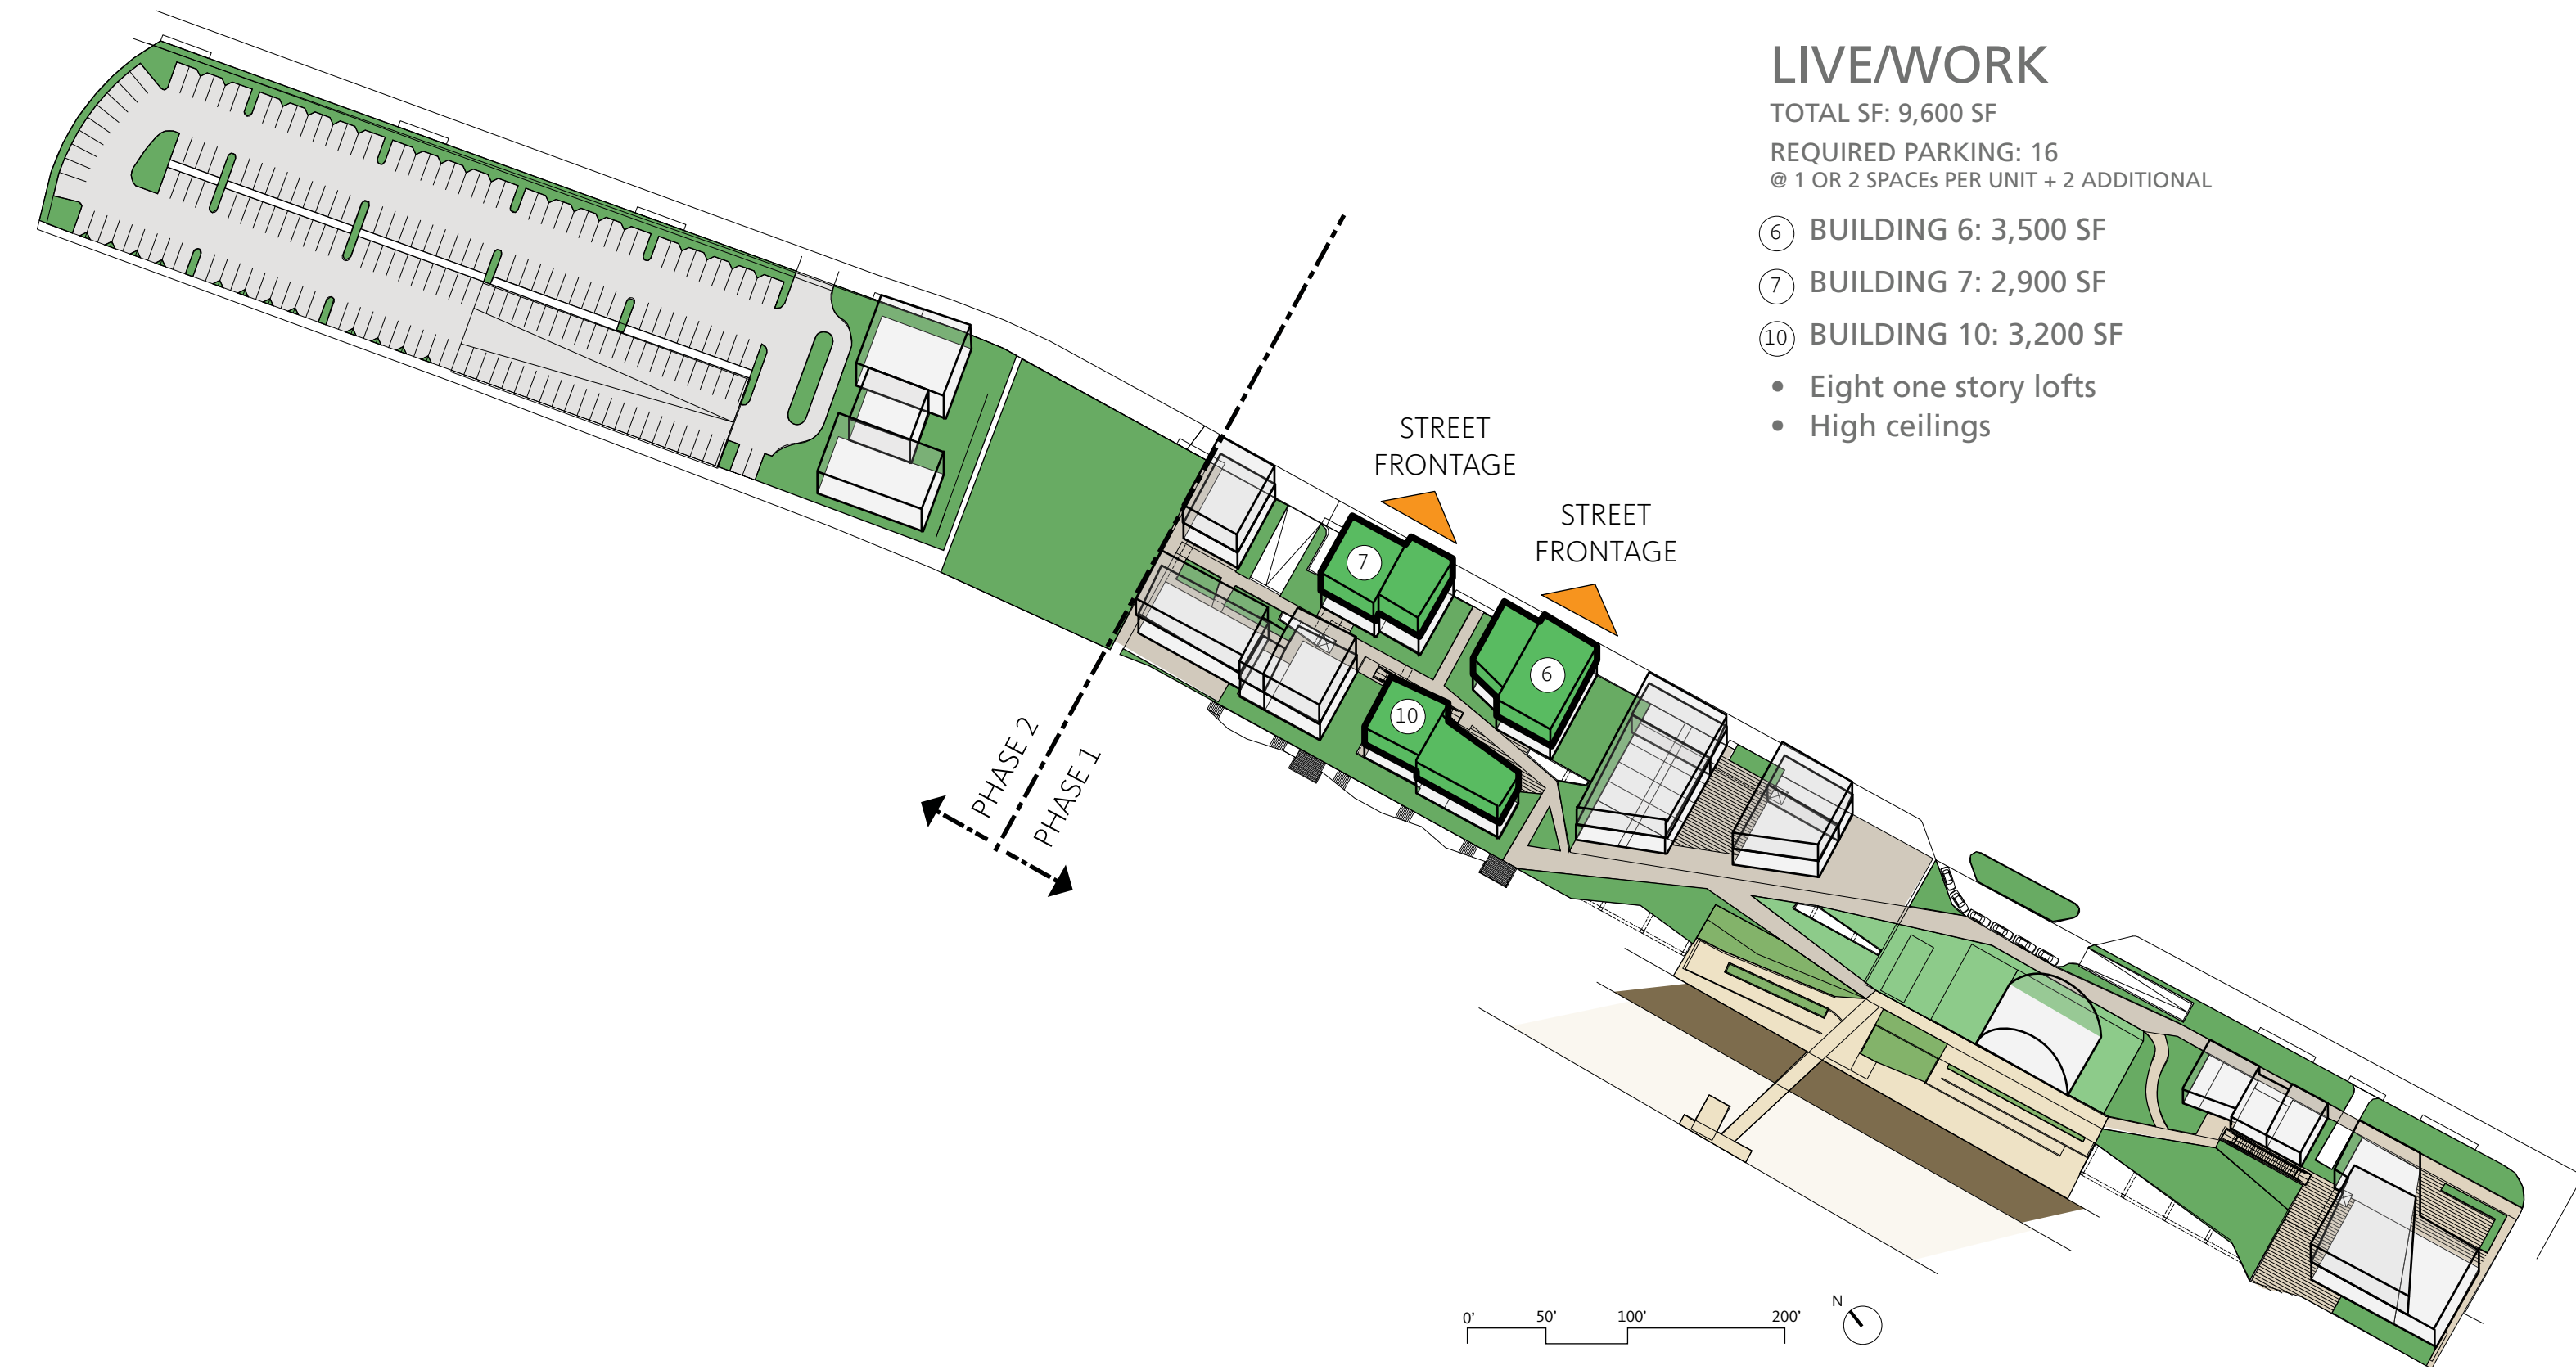 LIVE/WORK
TOTAL SF: 9,600 SF
REQUIRED PARKING: 16
@ 1 OR 2 SPACEs PER UNIT + 2 ADDITIONAL
6 BUILDING 6: 3,500 SF
7 BUILDING 7: 2,900 SF
10 BUILDING 10: 3,200 SF
• Eight one story lofts
• High ceilings
STREET
FRONTAGE
STREET
FRONTAGE
7
6
10
PHASE 2
PHASE 1
0' 50' 100' 200'
N